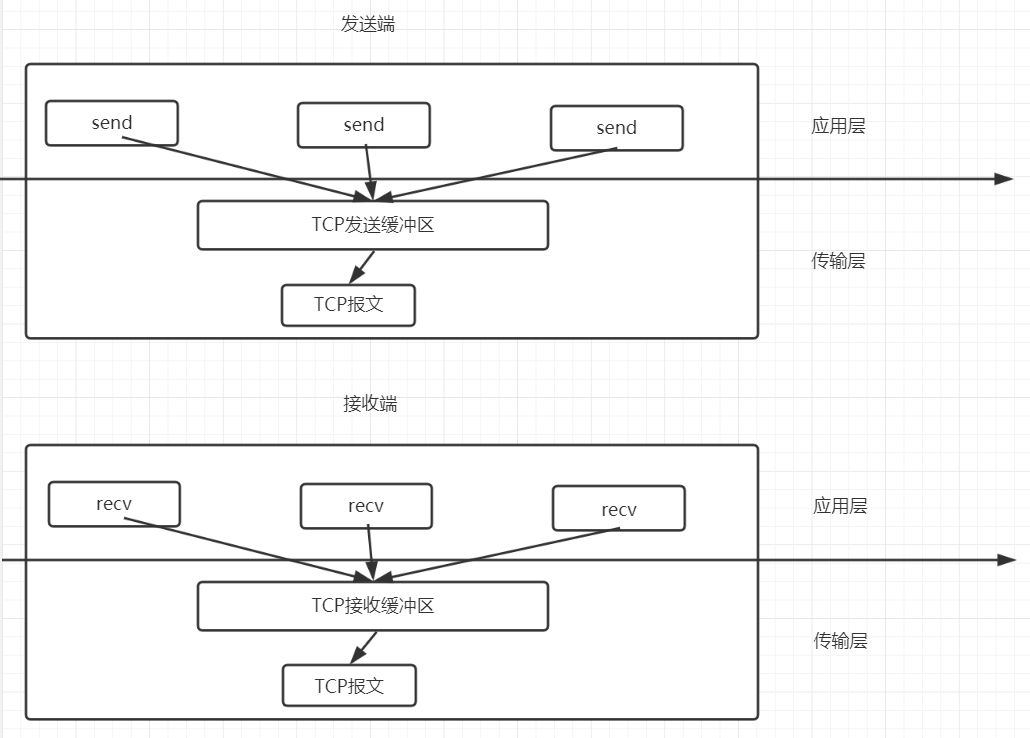 发送端
send
send
send
应用层
TCP发送缓冲区
传输层
TCP报文
接收端
recv
recv
recv
应用层
TCP接收缓冲区
传输层
TCP报文